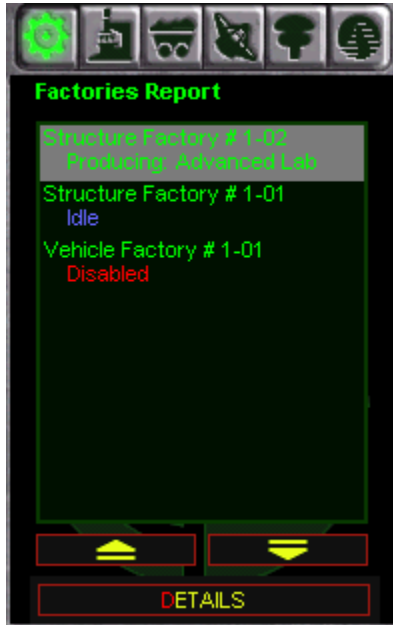 Factories Report
Structure Factory # 1-02
Producing: Advanced Lab
Structure Factory # 1-01
Idle
Vehicle Factory # 1-01
Disabled
DETAILS